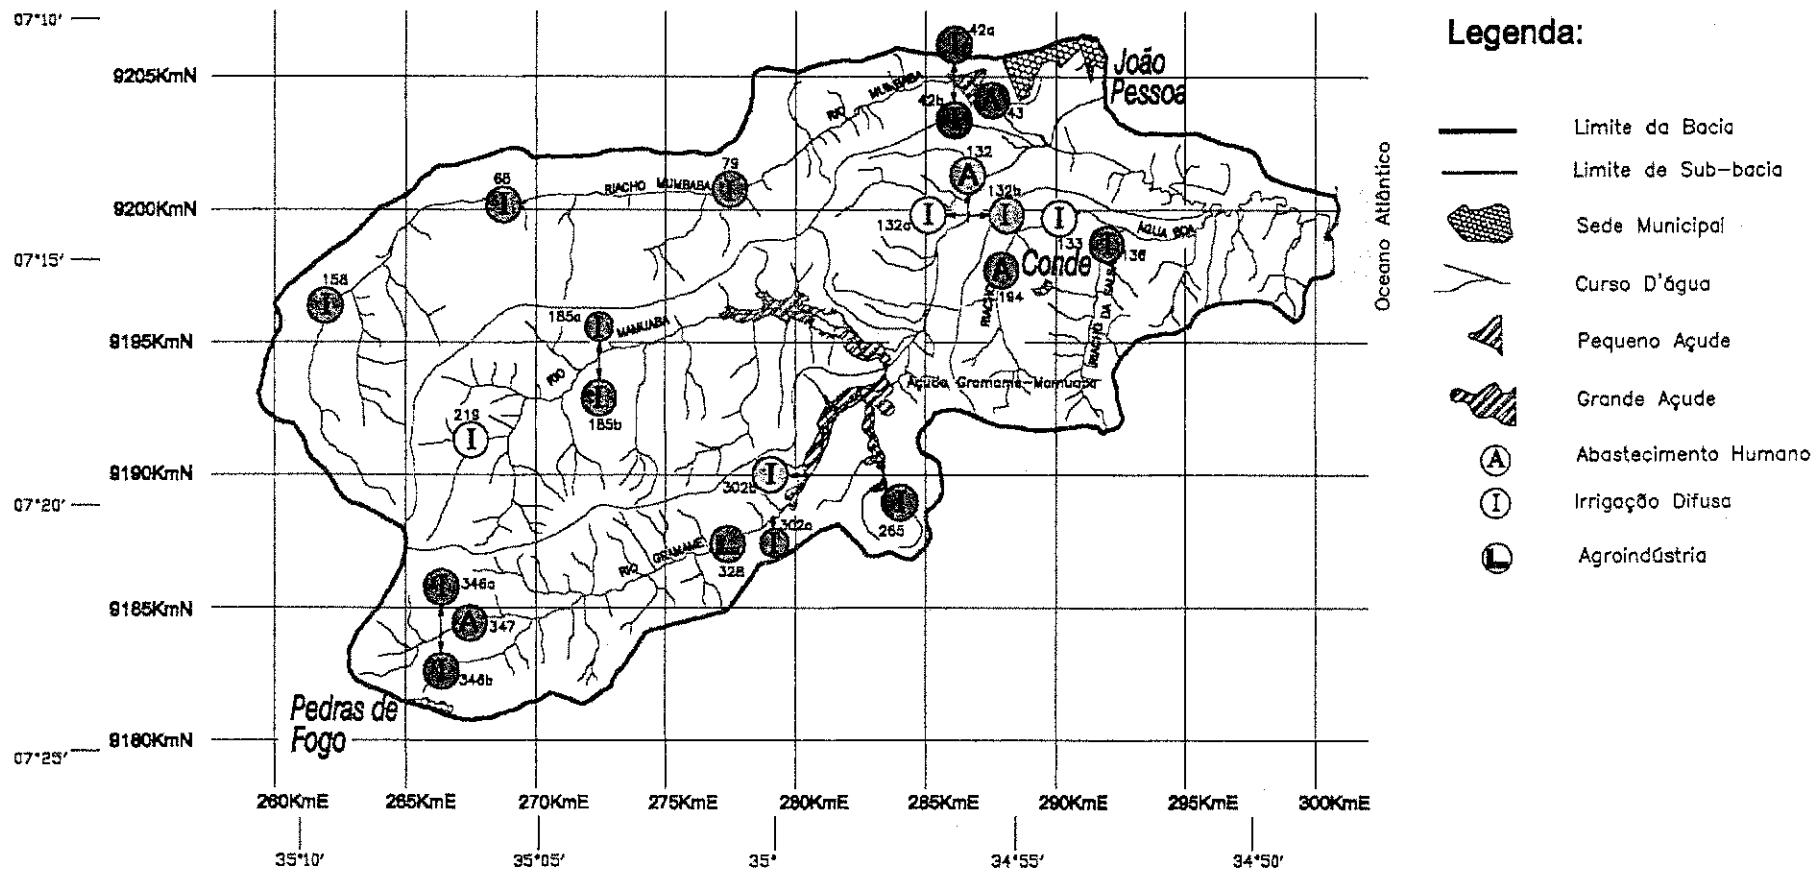 07°10'
07°15'
07°20'
07°25'
9205KmN
9200KmN
9195KmN
9190KmN
9185KmN
9180KmN
260KmE
265KmE
270KmE
275KmE
280KmE
285KmE
290KmE
295KmE
300KmE
35°10'
35°05'
35°
34°55'
34°50'
João
Pessoa
Conde
Pedras de
Fogo
Oceano Atlântico
RIO MUMBABA
RIACHO MUMBABA
RIO MAMUABA
RIO GRAMAME
ÁGUA BOA
RIACHO
RIACHO DA SALSA
Açude Gramame-Mamuaba
I 42a
42b I
A 43
68 I
79 I
132 A
132a I
132b I
I 133
I 136
A 194
158 I
185a I
I 185b
219 I
302b I
302a I
I 265
L 328
I 346a
A 347
I 346b
Legenda:
Limite da Bacia
Limite de Sub-bacia
Sede Municipal
Curso D'água
Pequeno Açude
Grande Açude
A Abastecimento Humano
I Irrigação Difusa
L Agroindústria